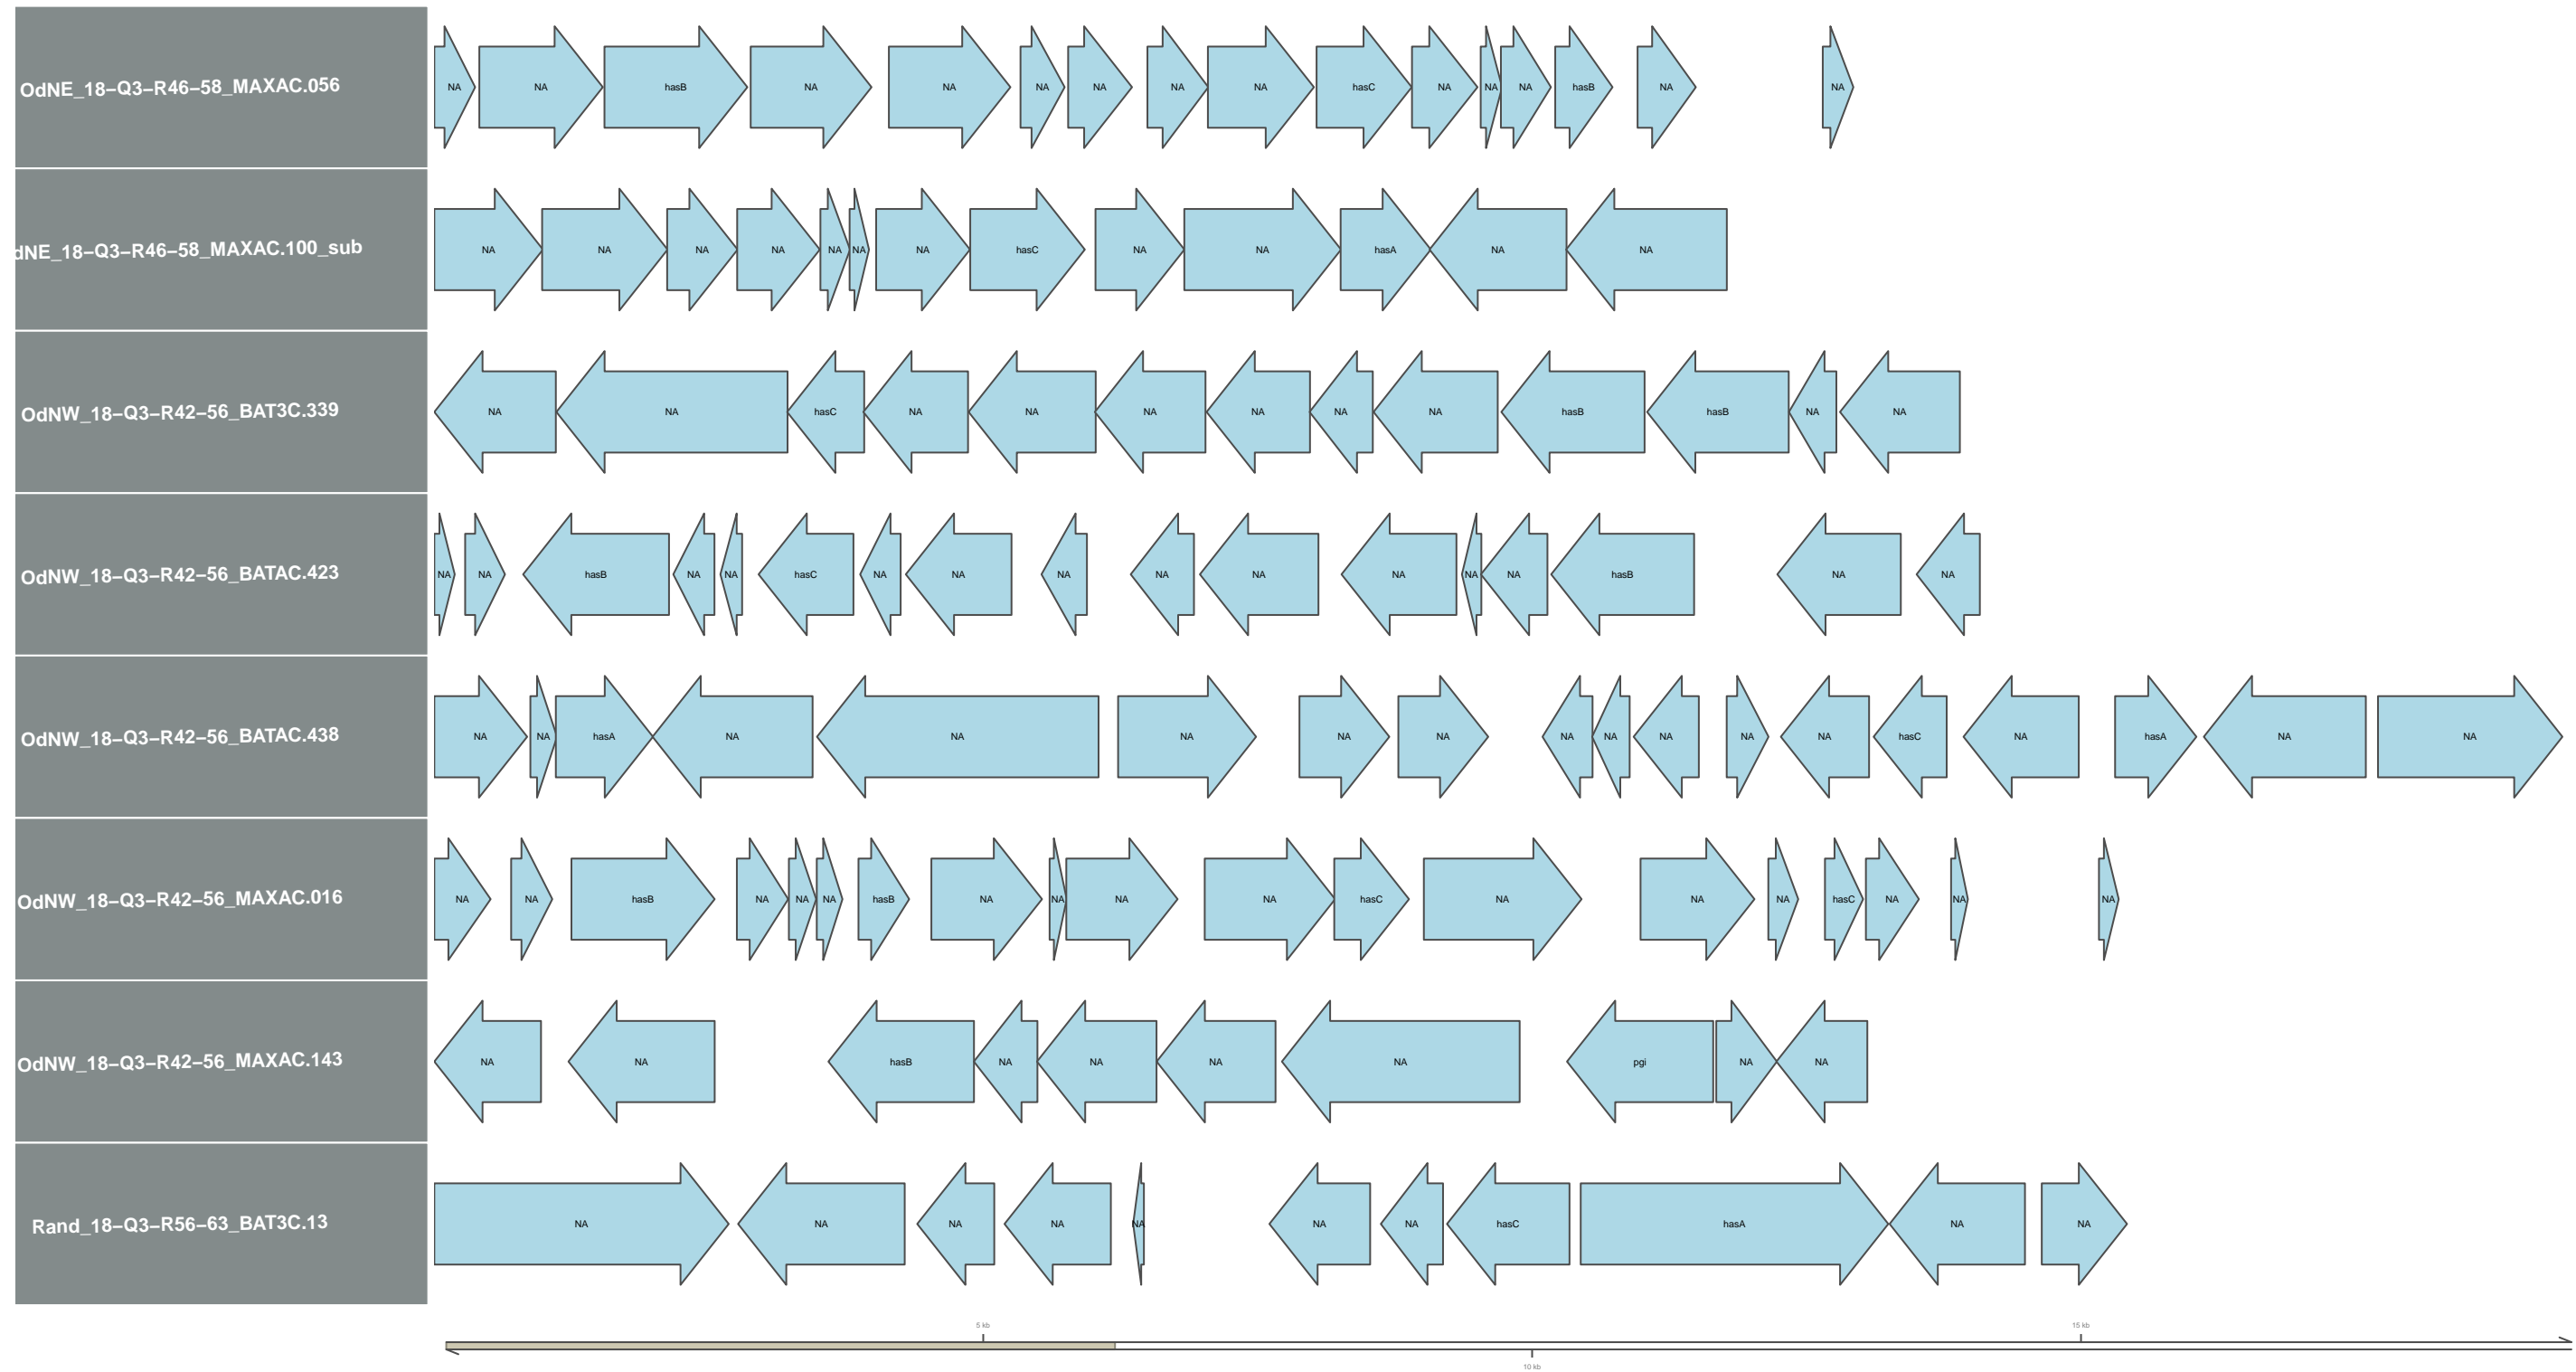 OdNE_18–Q3–R46–58_MAXAC.056 NA NA hasB NA NA NA NA NA NA hasC NA NA NA hasB NA NA
dNE_18–Q3–R46–58_MAXAC.100_sub NA NA NA NA NA NA NA hasC NA NA hasA NA NA
OdNW_18–Q3–R42–56_BAT3C.339 NA NA hasC NA NA NA NA NA NA hasB hasB NA NA
OdNW_18–Q3–R42–56_BATAC.423 NA NA hasB NA NA hasC NA NA NA NA NA NA NA NA hasB NA NA
OdNW_18–Q3–R42–56_BATAC.438 NA NA hasA NA NA NA NA NA NA NA NA NA NA hasC NA hasA NA NA
OdNW_18–Q3–R42–56_MAXAC.016 NA NA hasB NA NA NA hasB NA NA NA NA hasC NA NA NA hasC NA NA NA
OdNW_18–Q3–R42–56_MAXAC.143 NA NA hasB NA NA NA NA pgi NA NA
Rand_18–Q3–R56–63_BAT3C.13 NA NA NA NA NA NA NA hasC hasA NA NA
5 kb 15 kb
10 kb